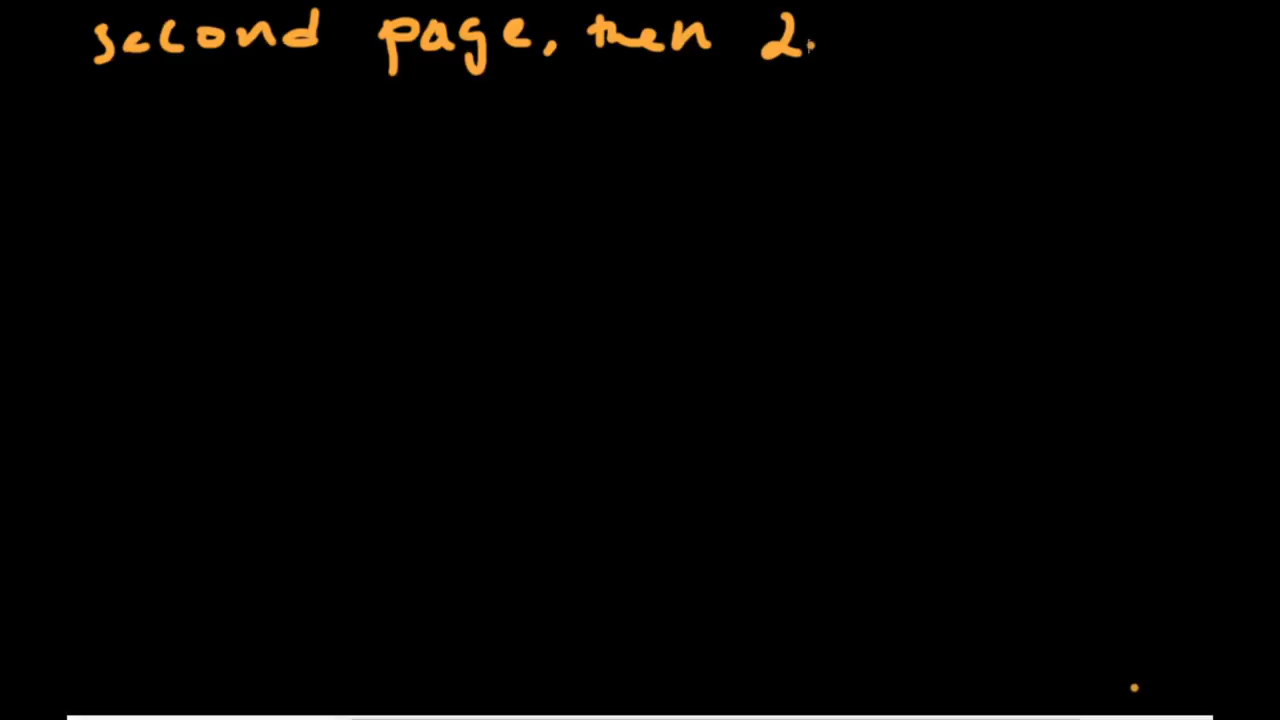 second page, then 2.